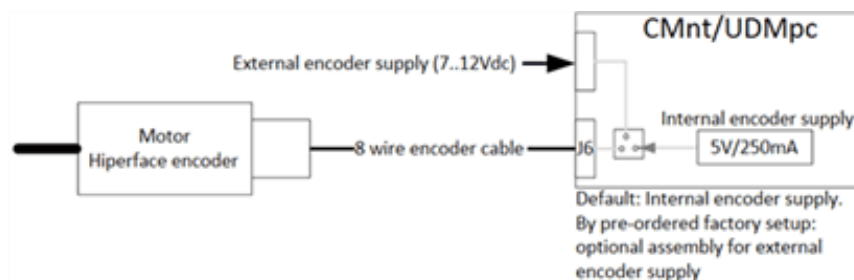 CMnt/UDMpc
External encoder supply (7..12Vdc)
Internal encoder supply
Motor
Hiperface encoder
8 wire encoder cable
J6
5V/250mA
Default: Internal encoder supply.
By pre-ordered factory setup:
optional assembly for external
encoder supply